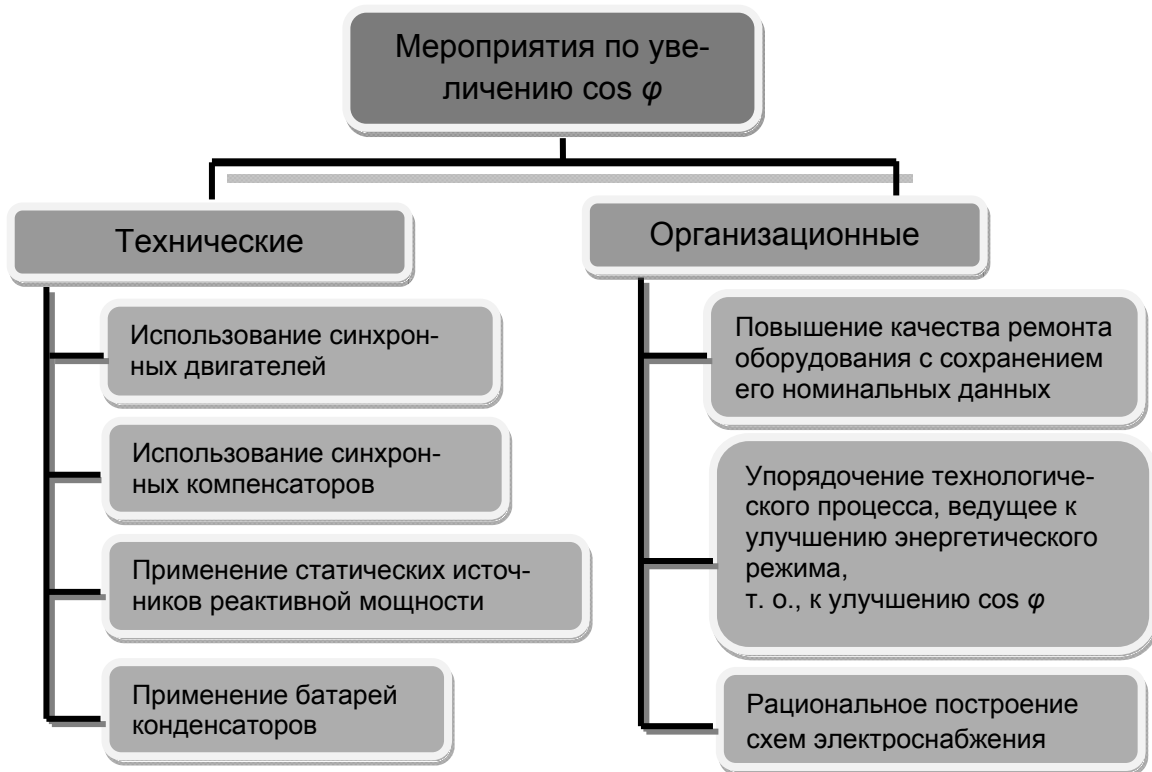 Мероприятия по уве-
личению cos φ
Технические
Использование синхрон-
ных двигателей
Использование синхрон-
ных компенсаторов
Применение статических источ-
ников реактивной мощности
Применение батарей
конденсаторов
Организационные
Повышение качества ремонта
оборудования с сохранением
его номинальных данных
Упорядочение технологиче-
ского процесса, ведущее к
улучшению энергетического
режима,
т. о., к улучшению cos φ
Рациональное построение
схем электроснабжения